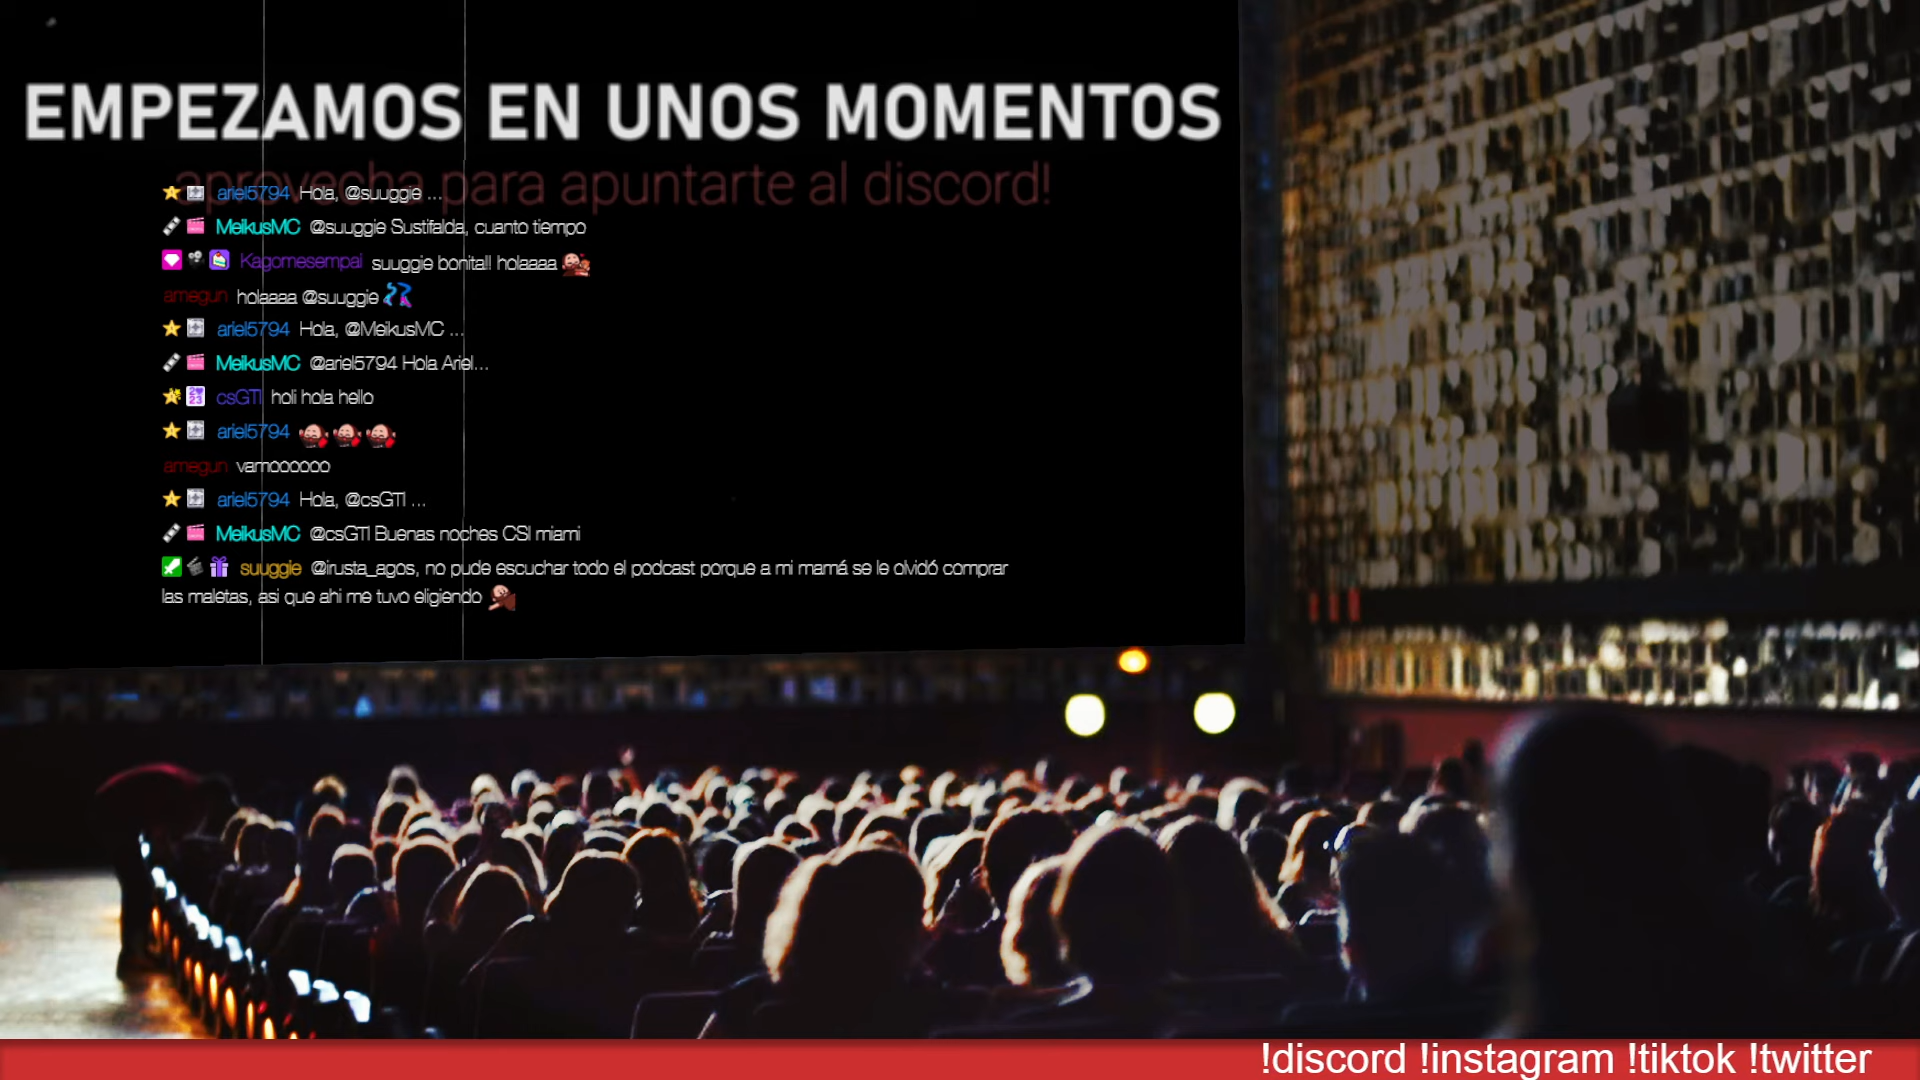 EMPEZAMOS EN UNOS MOMENTOS
aprovecha para apuntarte al discord!
ariel5794 Hola, @suuggie ...
MeikusMC @suuggie Sustifalda, cuanto tiempo
Kagomesempai suuggie bonita!! holaaaa
amegun holaaaa @suuggie
ariel5794 Hola, @MeikusMC ...
MeikusMC @ariel5794 Hola Ariel...
csGTI holi hola hello
ariel5794
amegun vamoooooo
ariel5794 Hola, @csGTI ...
MeikusMC @csGTI Buenas noches CSI miami
suuggie @irusta_agos, no pude escuchar todo el podcast porque a mi mamá se le olvidó comprar
las maletas, asi que ahi me tuvo eligiendo
!discord !instagram !tiktok !twitter